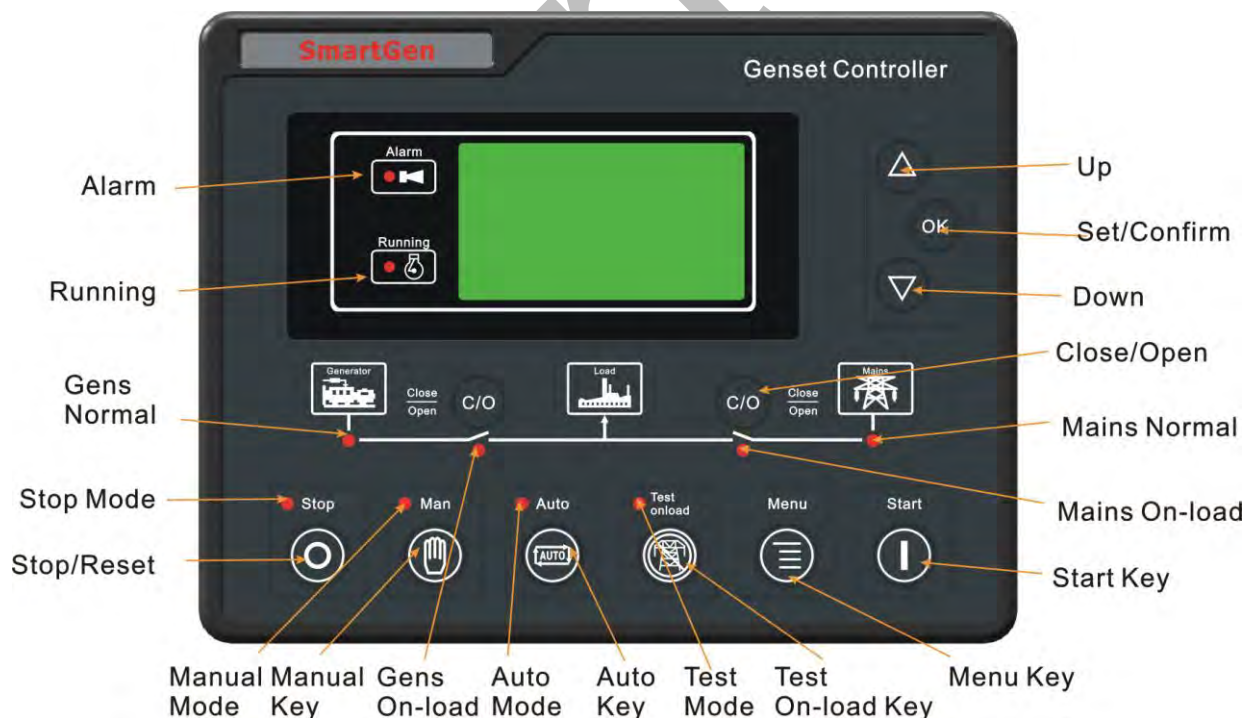 SmartGen
Genset Controller
Alarm
Alarm
Up
OK
Set/Confirm
Running
Running
Down
Close/Open
Gens
Normal
Generator
Close
Open
C/O
Load
C/O
Close
Open
Mains
Mains Normal
Stop Mode
Stop
Man
Auto
Test
onload
Menu
Start
Mains On-load
Stop/Reset
AUTO
Start Key
Manual Manual Gens Auto Auto Test Test Menu Key
Mode Key On-load Mode Key Mode On-load Key